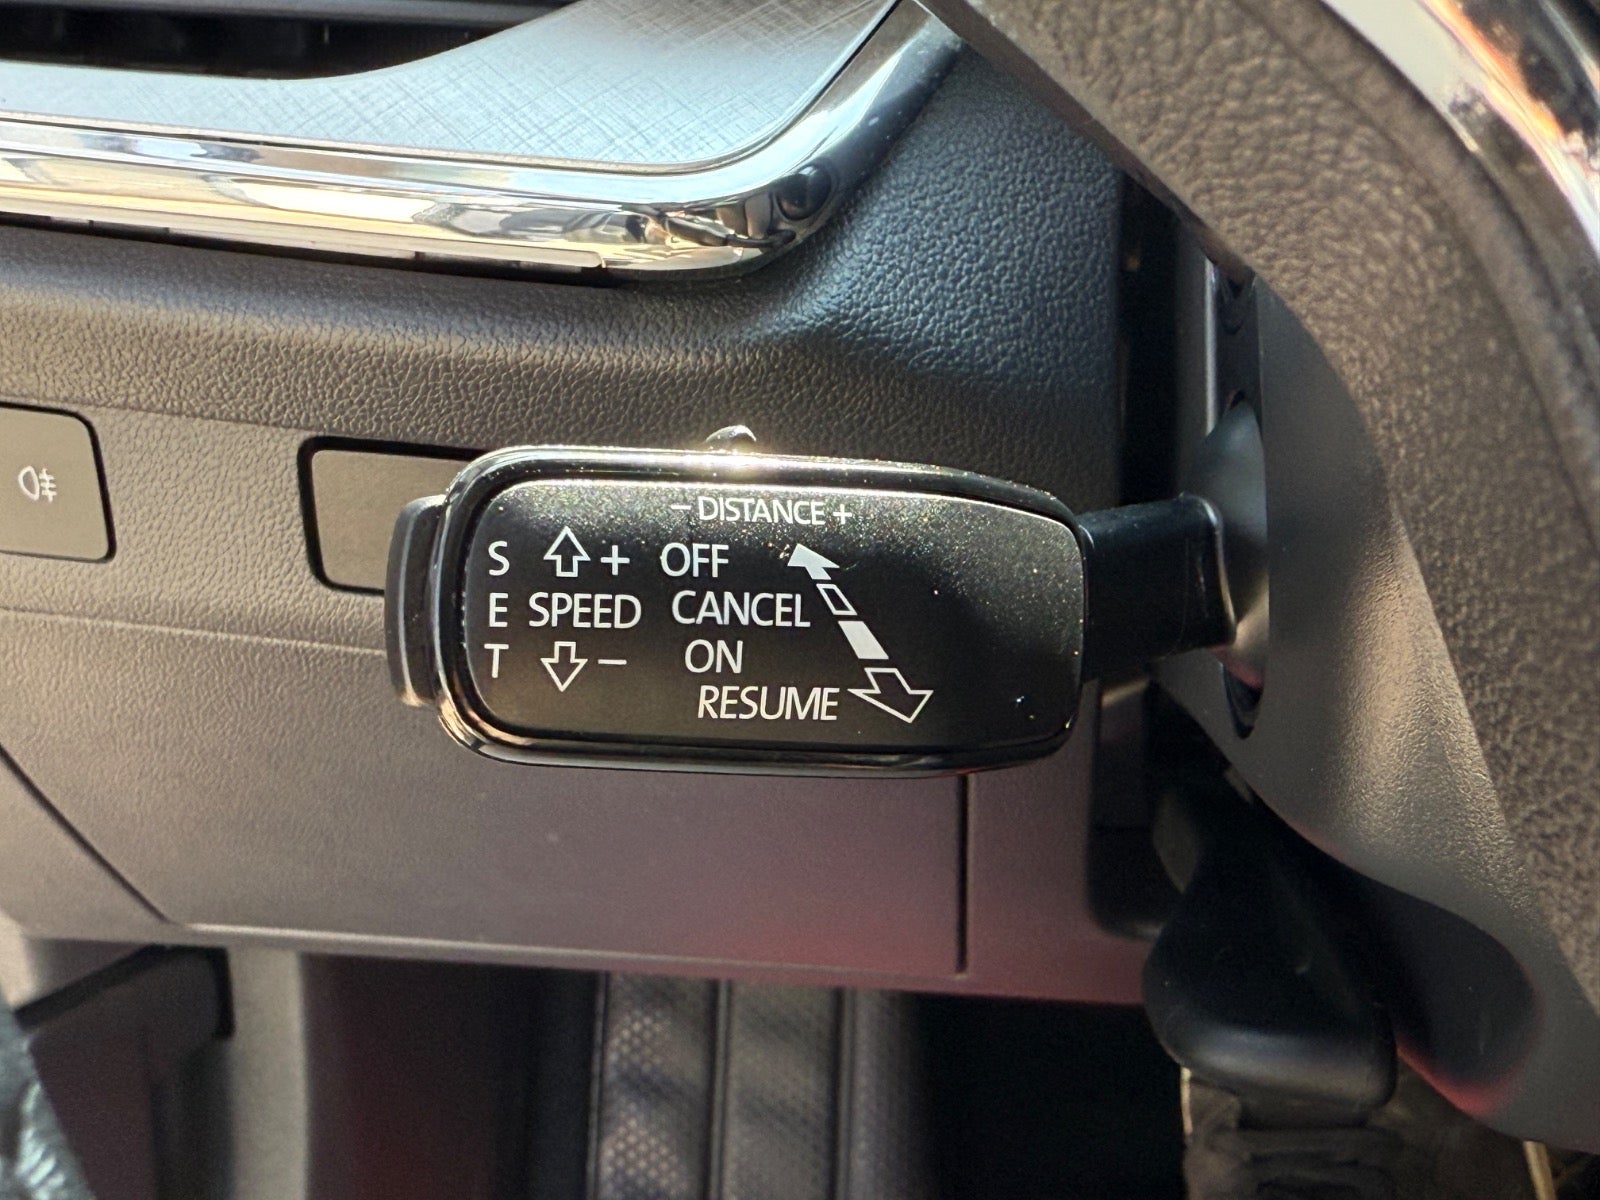 - DISTANCE +
S + OFF
E SPEED CANCEL
T - ON
RESUME